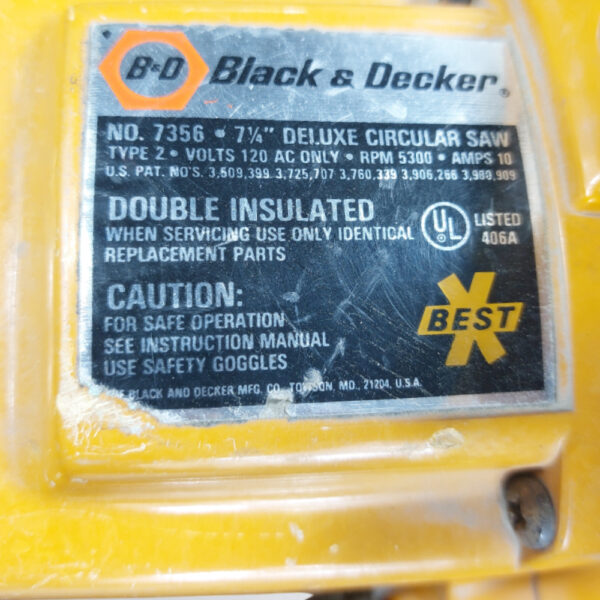 B&D Black & Decker®
NO. 7356 • 7¼" DELUXE CIRCULAR SAW
TYPE 2 • VOLTS 120 AC ONLY • RPM 5300 • AMPS 10
U.S. PAT. NO'S. 3,509,399 3,725,707 3,760,339 3,906,266 3,980,909
DOUBLE INSULATED
WHEN SERVICING USE ONLY IDENTICAL
REPLACEMENT PARTS
UL LISTED
406A
CAUTION:
FOR SAFE OPERATION
SEE INSTRUCTION MANUAL
USE SAFETY GOGGLES
BEST
BLACK AND DECKER MFG. CO., TOWSON, MD., 21204, U.S.A.